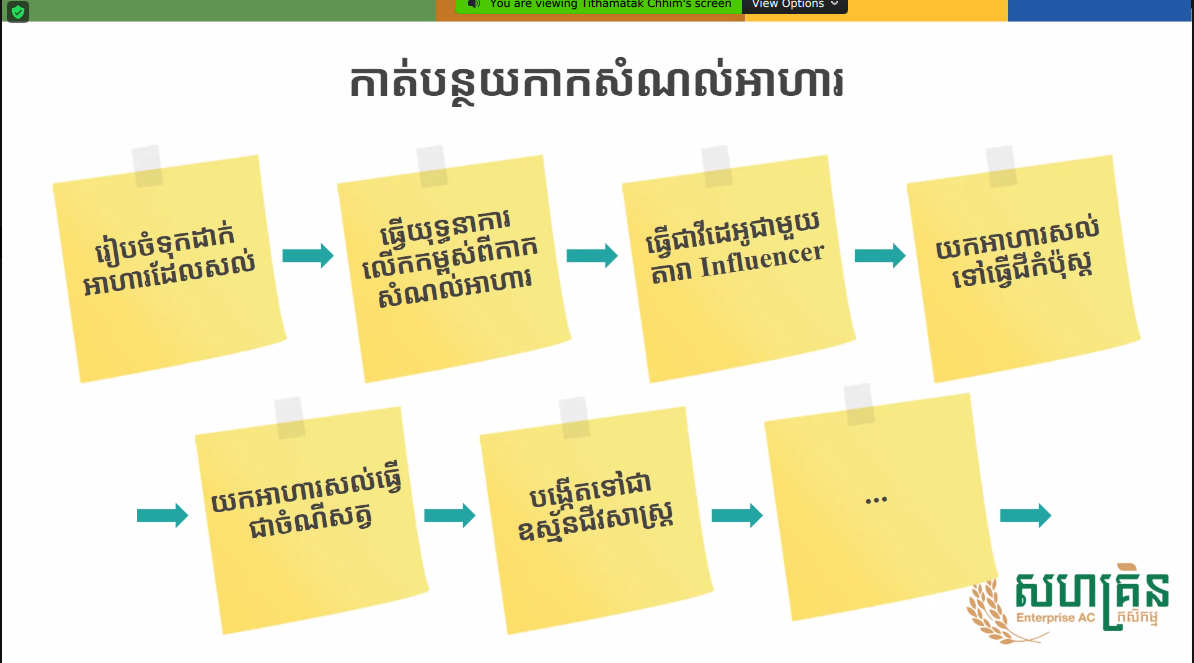 You are viewing Tithamatak Chhim's screen
View Options
កាត់បន្ថយកាកសំណល់អាហារ
រៀបចំទុកដាក់
អាហារដែលសល់
ធ្វើយុទ្ធនាការ
លើកកម្ពស់ពីកាក
សំណល់អាហារ
ធ្វើជាវីដេអូជាមួយ
តារា Influencer
យកអាហារសល់
ទៅធ្វើជីកំប៉ុស្ត
យកអាហារសល់ធ្វើ
ជាចំណីសត្វ
បង្កើតទៅជា
ឧស្ម័នជីវសាស្ត្រ
...
សហគ្រិន
Enterprise AC
កសិកម្ម